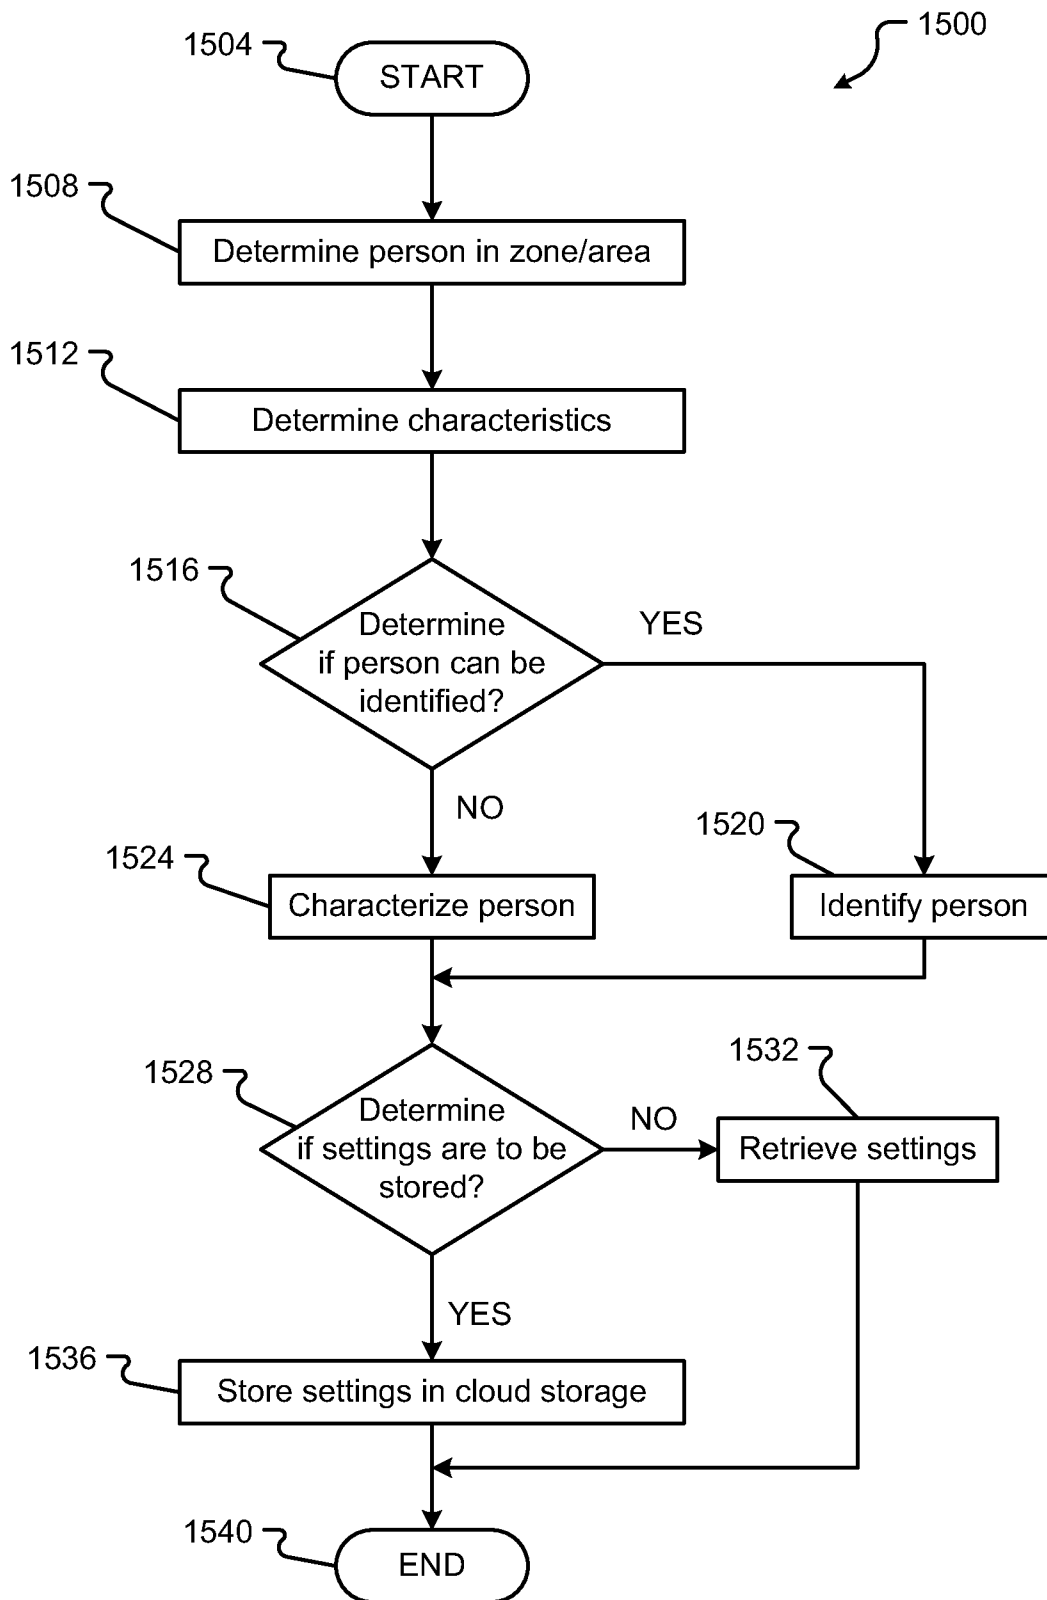 1500
1504
START
1508
Determine person in zone/area
1512
Determine characteristics
1516
Determine
if person can be
identified?
YES
NO
1520
1524
Characterize person
Identify person
1528
1532
Determine
if settings are to be
stored?
NO
Retrieve settings
YES
1536
Store settings in cloud storage
1540
END